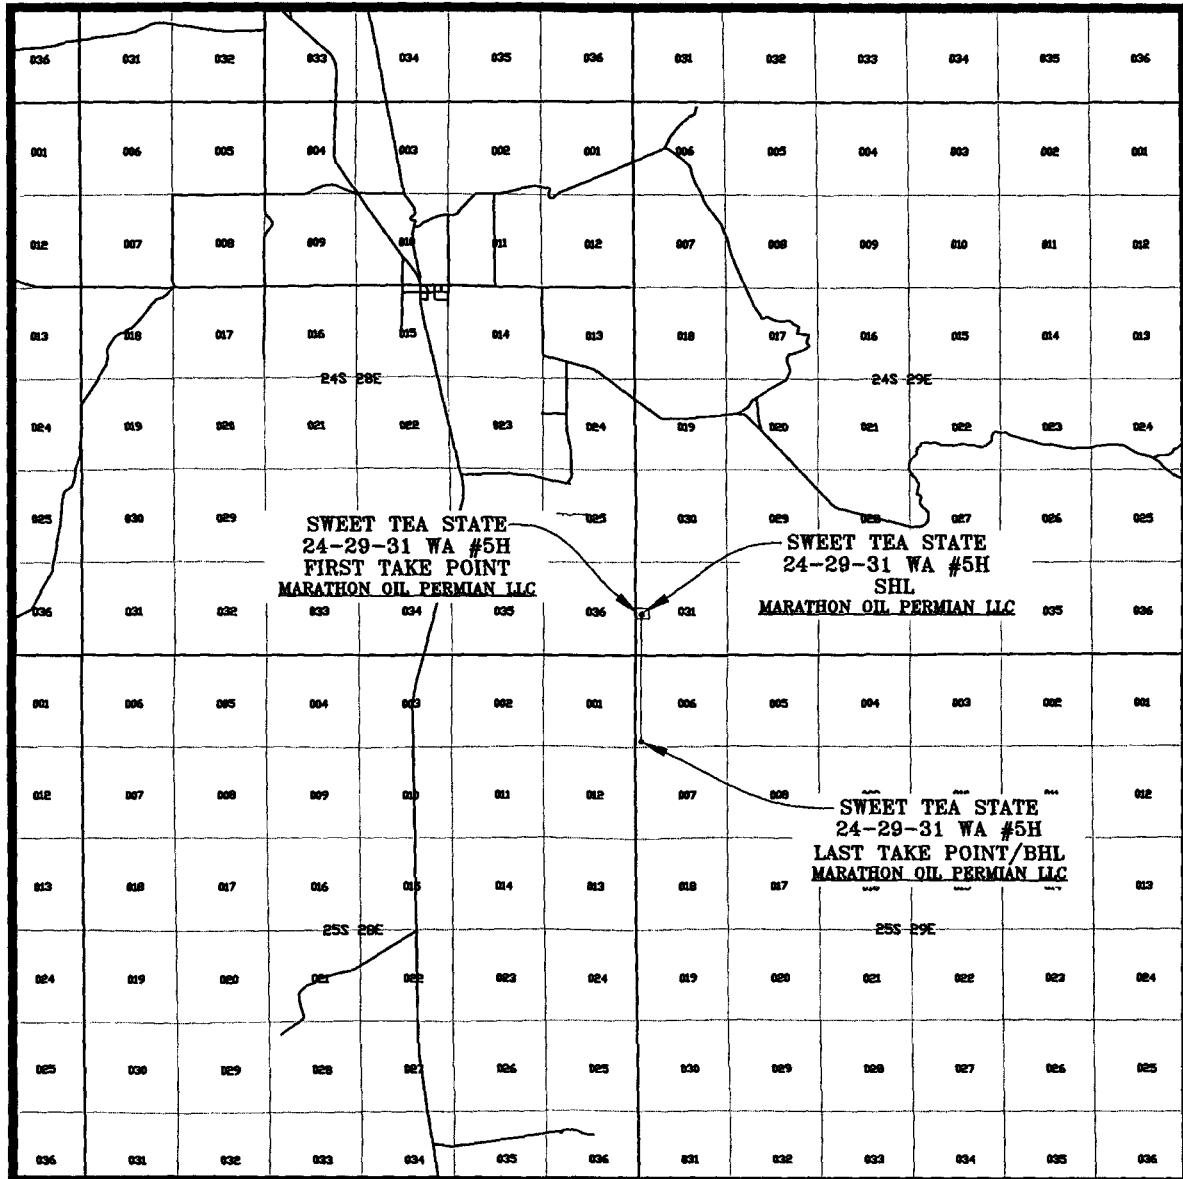 036 031 032 033 034 035 036 031 032 033 034 035 036
001 006 005 004 003 002 001 006 005 004 003 002 001
012 007 008 009 010 011 012 007 008 009 010 011 012
013 018 017 016 015 014 013 018 017 016 015 014 013
24S 28E 24S 29E
024 019 020 021 022 023 024 019 020 021 022 023 024
025 030 029 025 030 029 028 027 026 025
SWEET TEA STATE
24-29-31 WA #5H
FIRST TAKE POINT
MARATHON OIL PERMIAN LLC
SWEET TEA STATE
24-29-31 WA #5H
SHL
MARATHON OIL PERMIAN LLC
036 031 032 033 034 035 036 031 035 036
001 006 005 004 003 002 001 006 005 004 003 002 001
012 007 008 009 010 011 012 007 008 012
SWEET TEA STATE
24-29-31 WA #5H
LAST TAKE POINT/BHL
MARATHON OIL PERMIAN LLC
013 018 017 016 015 014 013 018 017 013
25S 28E 25S 29E
024 019 020 021 022 023 024 019 020 021 022 023 024
025 030 029 028 027 026 025 030 029 028 027 026 025
036 031 032 033 034 035 036 031 032 033 034 035 036